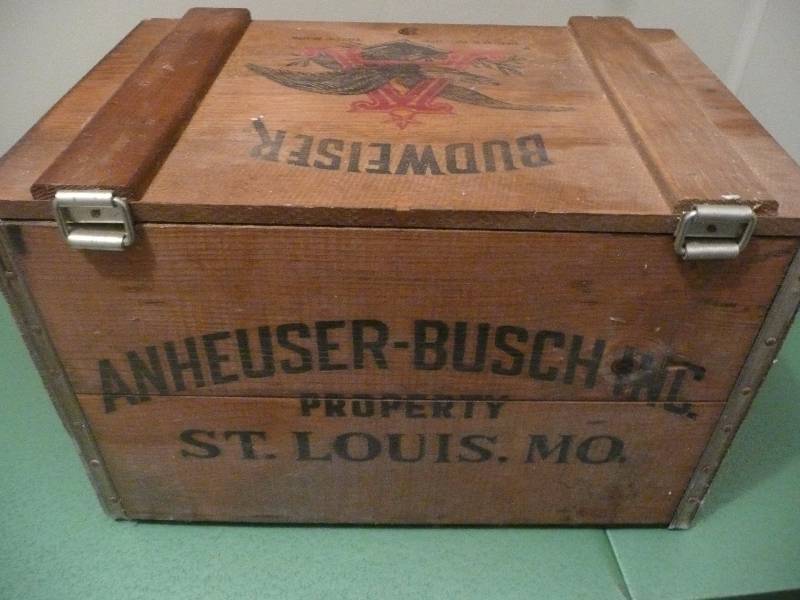 BUDWEISER
ANHEUSER-BUSCH INC.
PROPERTY
ST. LOUIS. MO.